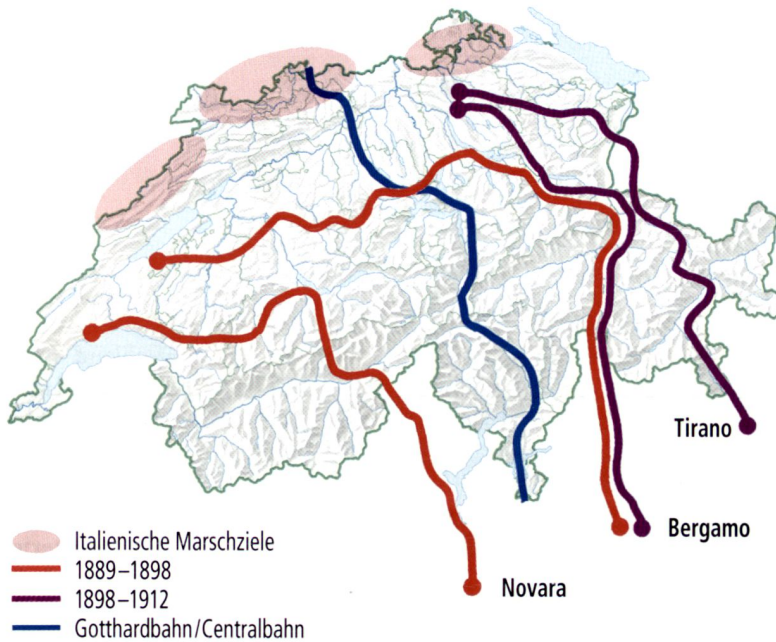 Tirano
Bergamo
Novara
Italienische Marschziele
1889–1898
1898–1912
Gotthardbahn/Centralbahn